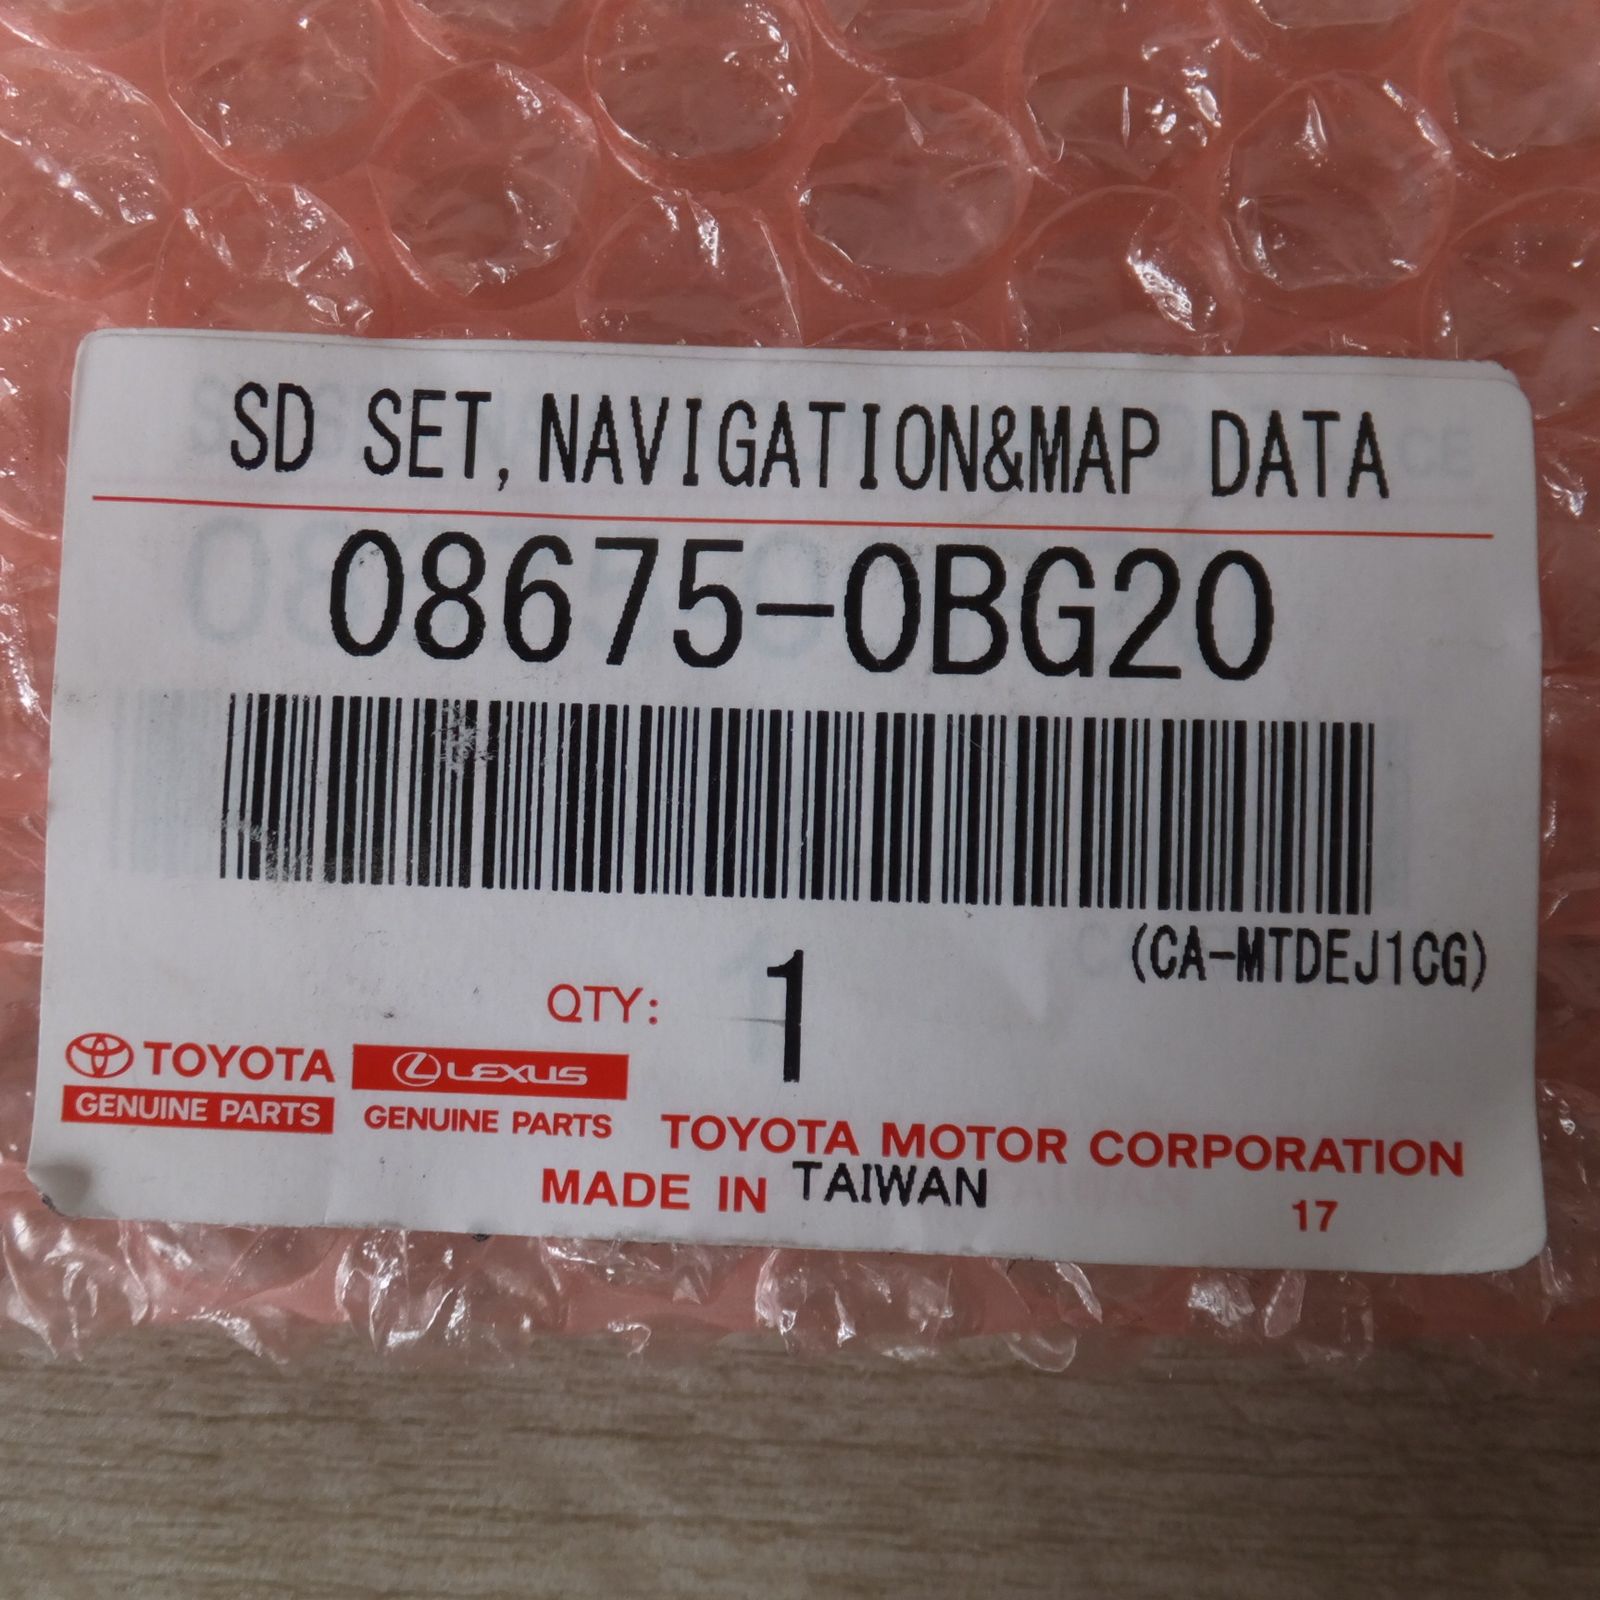 SD SET, NAVIGATION&MAP DATA
08675-0BG20
(CA-MTDEJ1CG)
QTY: 1
TOYOTA
GENUINE PARTS
LEXUS
GENUINE PARTS
TOYOTA MOTOR CORPORATION
MADE IN TAIWAN
17